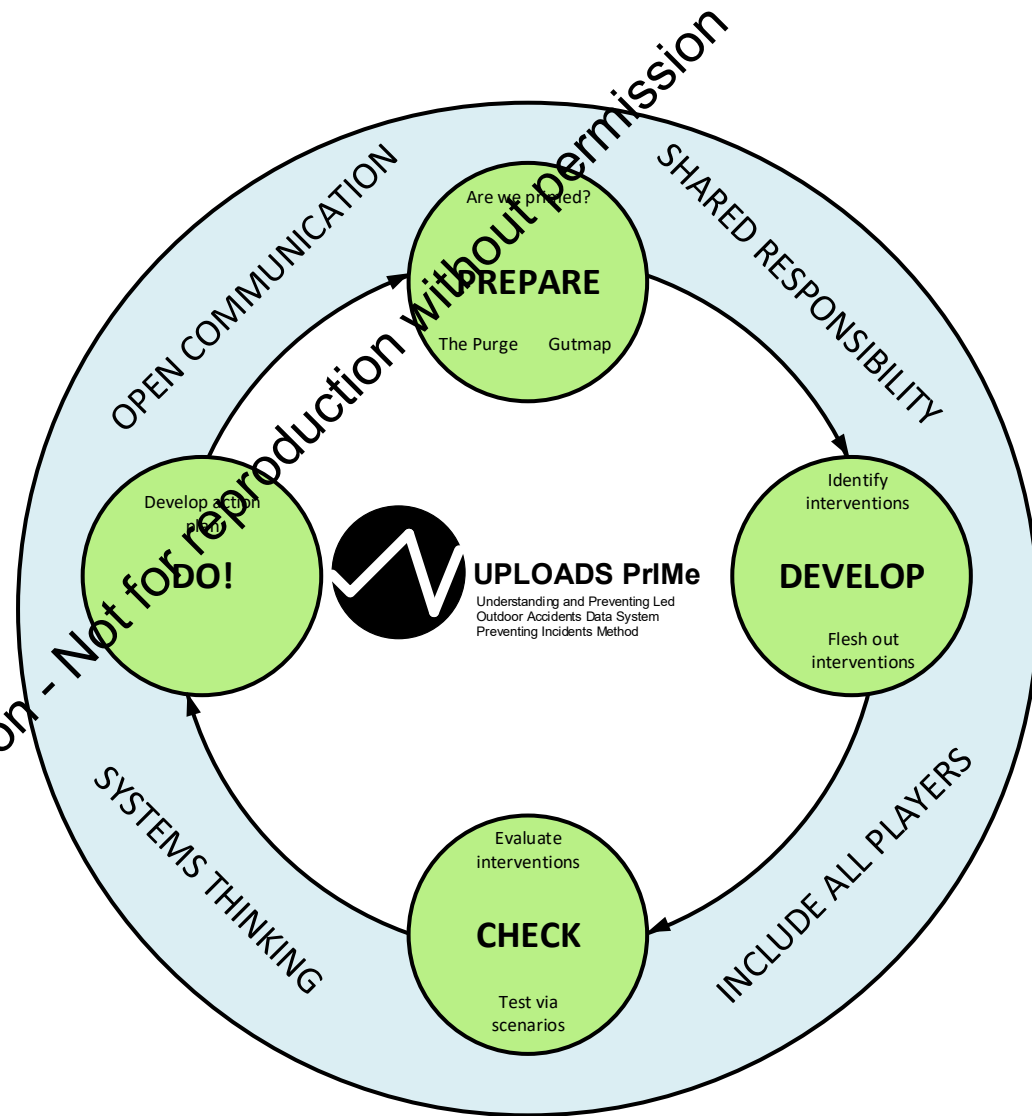 on - Not for reproduction without permission
OPEN COMMUNICATION
SHARED RESPONSIBILITY
Are we primed?
PREPARE
The Purge Gutmap
Identify
interventions
DEVELOP
Flesh out
interventions
Develop action
plan
DO!
UPLOADS PrIMe
Understanding and Preventing Led
Outdoor Accidents Data System
Preventing Incidents Method
Evaluate
interventions
CHECK
Test via
scenarios
SYSTEMS THINKING
INCLUDE ALL PLAYERS